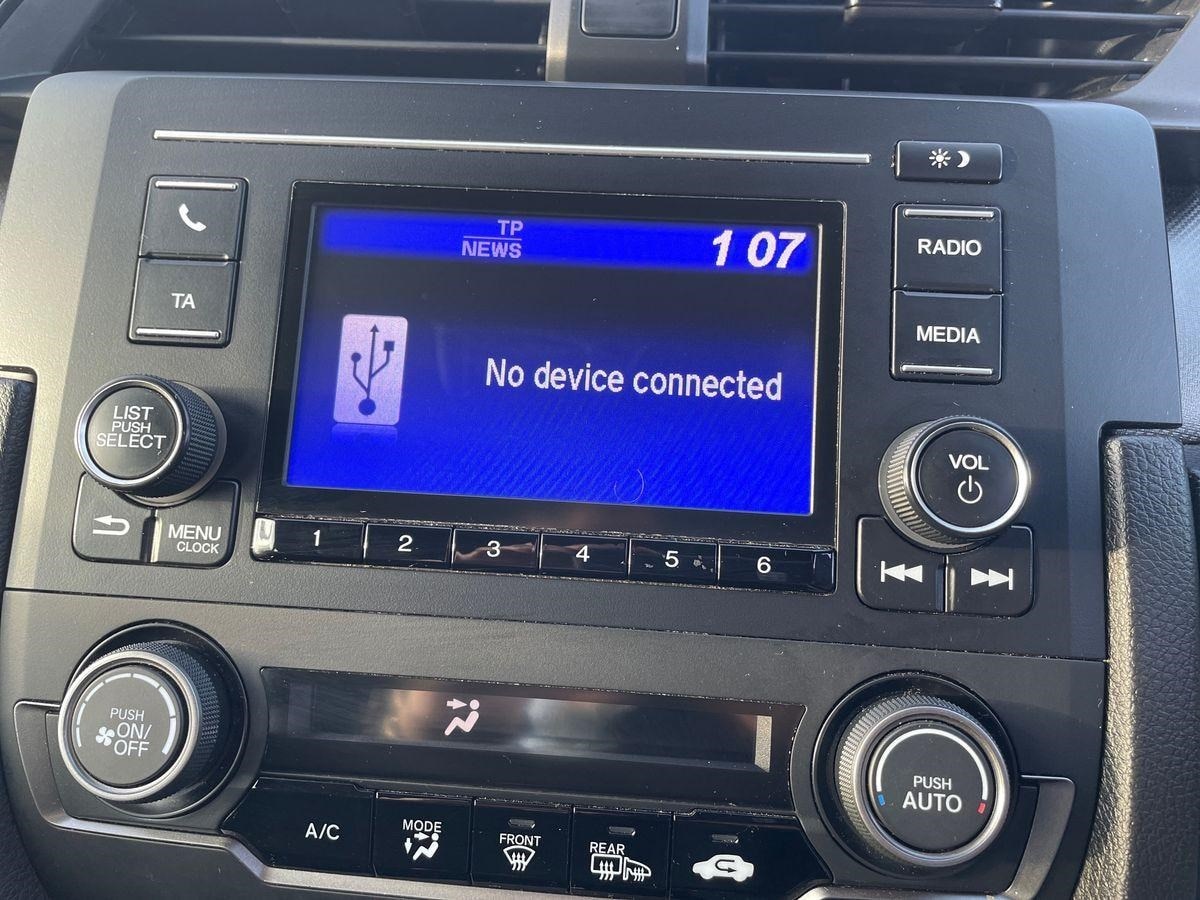 TP
NEWS
1 07
No device connected
TA
RADIO
MEDIA
LIST
PUSH
SELECT
MENU
CLOCK
VOL
1 2 3 4 5 6
PUSH
ON/
OFF
PUSH
AUTO
A/C
MODE
FRONT
REAR